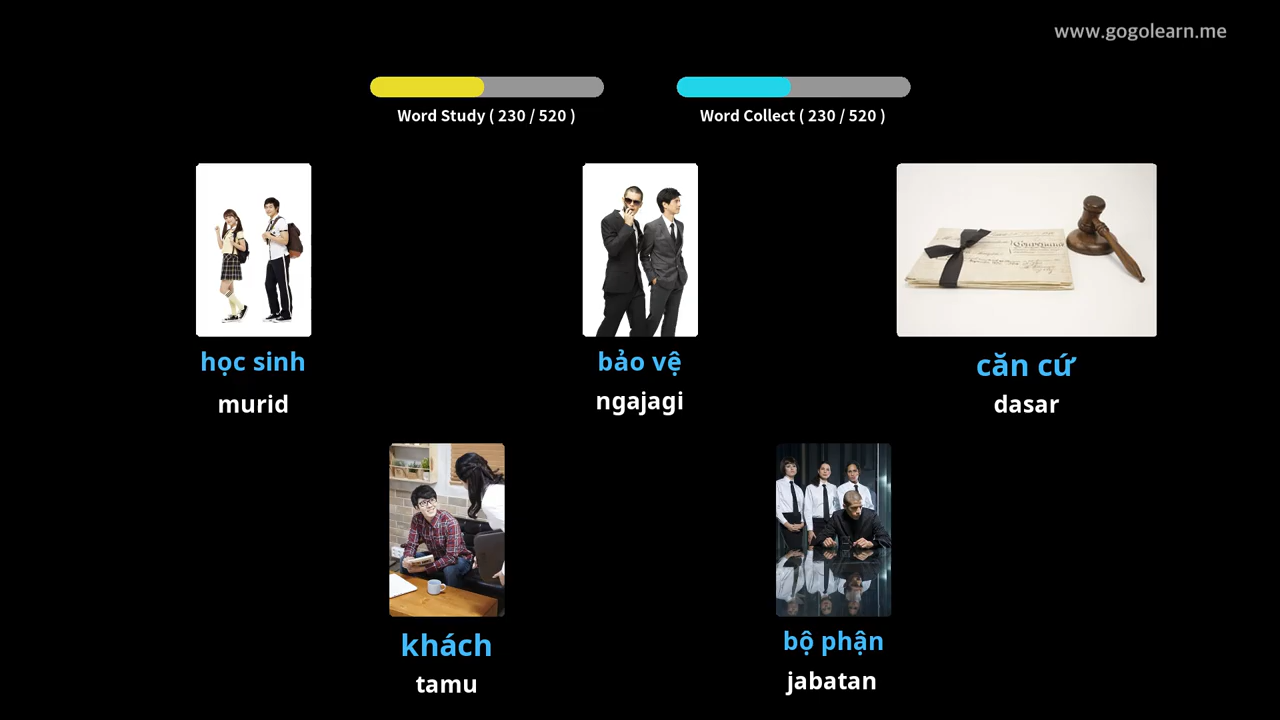 www.gogolearn.me
Word Study ( 230 / 520 )
Word Collect ( 230 / 520 )
học sinh
murid
bảo vệ
ngajagi
căn cứ
dasar
khách
tamu
bộ phận
jabatan